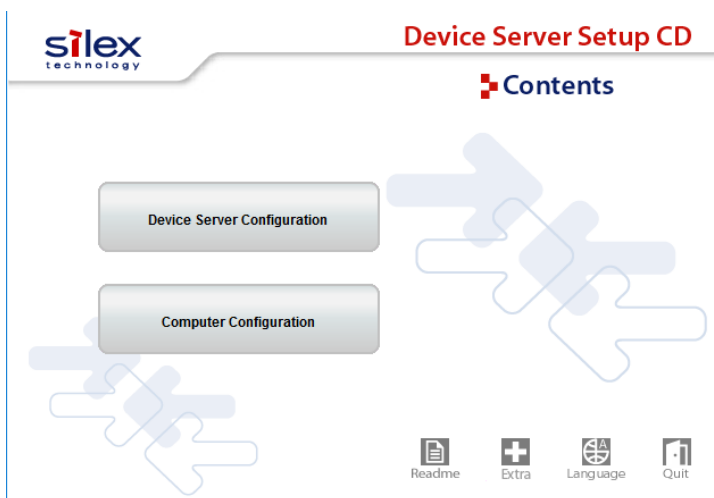 silex
technology
Device Server Setup CD
Contents
Device Server Configuration
Computer Configuration
Readme
Extra
A
Language
Quit